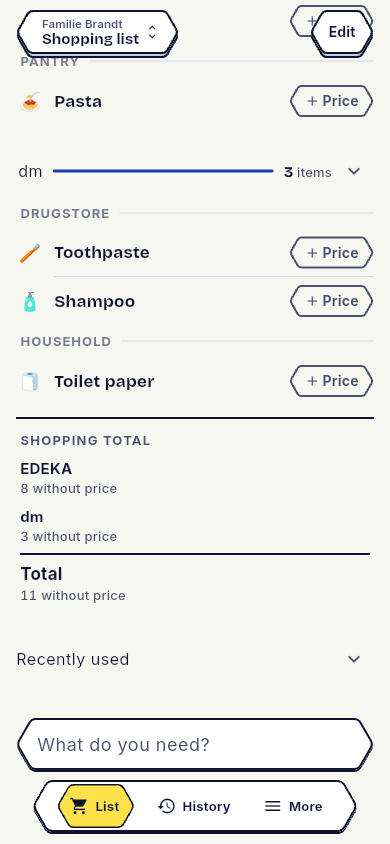 Familie Brandt
Shopping list
Edit
PANTRY
Pasta
+ Price
dm
3 items
DRUGSTORE
Toothpaste
+ Price
Shampoo
+ Price
HOUSEHOLD
Toilet paper
+ Price
SHOPPING TOTAL
EDEKA
8 without price
dm
3 without price
Total
11 without price
Recently used
What do you need?
List
History
More